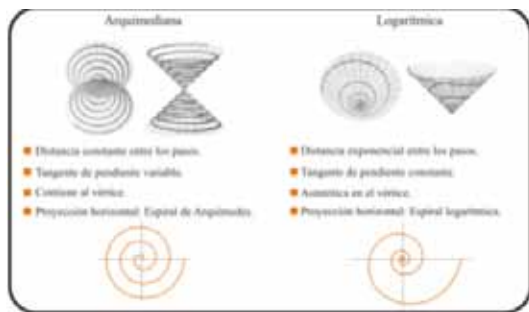 Arquimediana
Distancia constante entre los pasos.
Tangente de pendiente variable.
Contiene al vértice.
Proyección horizontal: Espiral de Arquímedes.
Logarítmica
Distancia exponencial entre los pasos.
Tangente de pendiente constante.
Asintótica en el vértice.
Proyección horizontal: Espiral logarítmica.